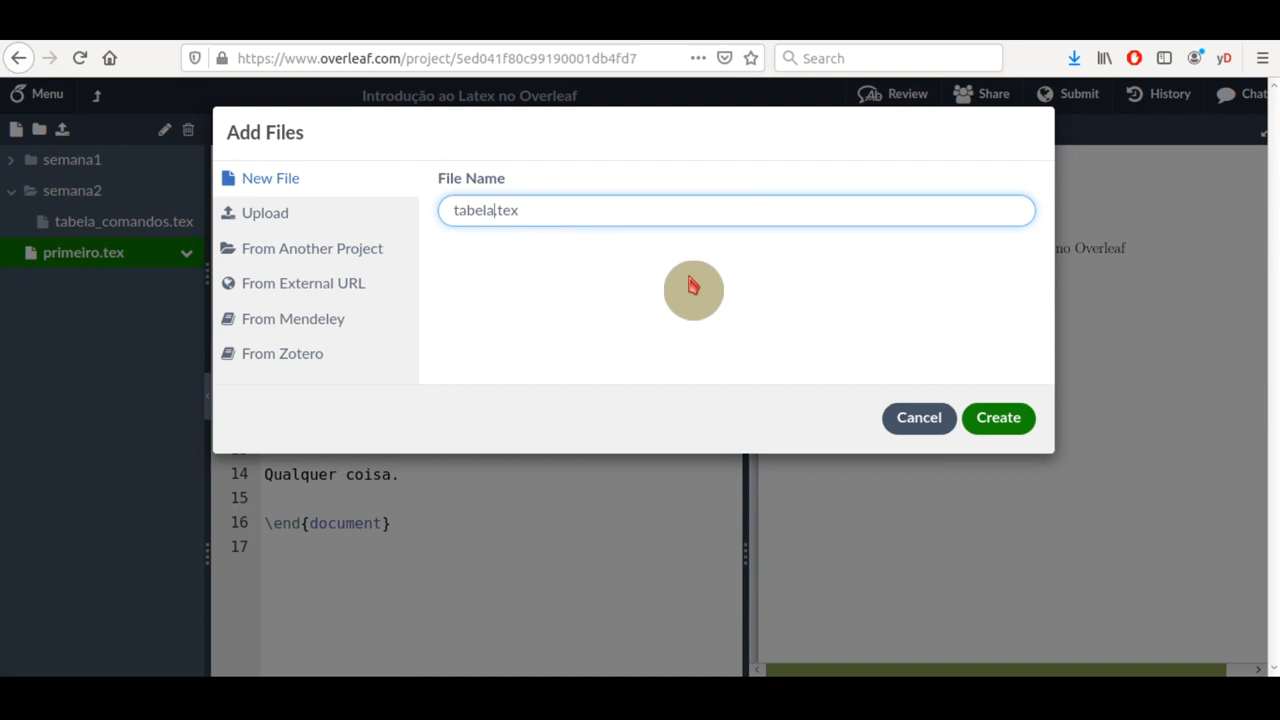 https://www.overleaf.com/project/5ed041f80c99190001db4fd7
Search
yD
Menu
Introdução ao Latex no Overleaf
Review
Share
Submit
History
Chat
Add Files
semana1
semana2
tabela_comandos.tex
primeiro.tex
New File
Upload
From Another Project
From External URL
From Mendeley
From Zotero
File Name
tabela.tex
no Overleaf
Cancel
Create
14 Qualquer coisa.
15
16 \end{document}
17